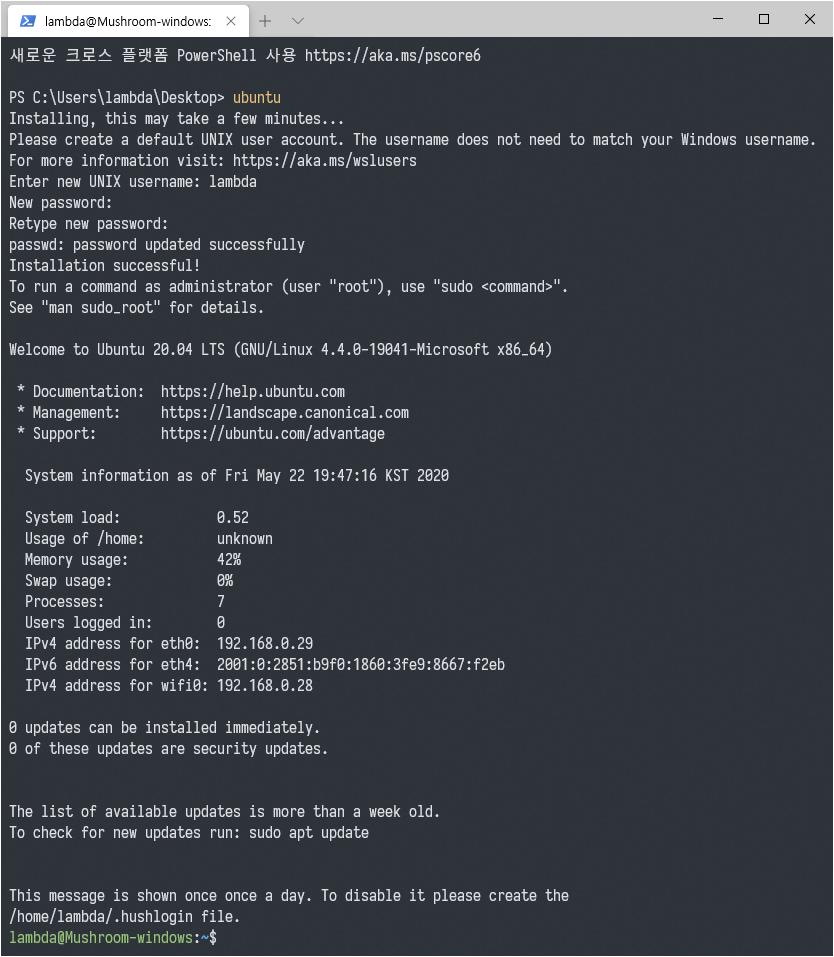 lambda@Mushroom-windows:
새로운 크로스 플랫폼 PowerShell 사용 https://aka.ms/pscore6
PS C:\Users\lambda\Desktop> ubuntu
Installing, this may take a few minutes...
Please create a default UNIX user account. The username does not need to match your Windows username.
For more information visit: https://aka.ms/wslusers
Enter new UNIX username: lambda
New password:
Retype new password:
passwd: password updated successfully
Installation successful!
To run a command as administrator (user "root"), use "sudo <command>".
See "man sudo_root" for details.
Welcome to Ubuntu 20.04 LTS (GNU/Linux 4.4.0-19041-Microsoft x86_64)
* Documentation:  https://help.ubuntu.com
* Management:     https://landscape.canonical.com
* Support:        https://ubuntu.com/advantage
System information as of Fri May 22 19:47:16 KST 2020
System load:            0.52
Usage of /home:         unknown
Memory usage:           42%
Swap usage:             0%
Processes:              7
Users logged in:        0
IPv4 address for eth0:  192.168.0.29
IPv6 address for eth4:  2001:0:2851:b9f0:1860:3fe9:8667:f2eb
IPv4 address for wifi0: 192.168.0.28
0 updates can be installed immediately.
0 of these updates are security updates.
The list of available updates is more than a week old.
To check for new updates run: sudo apt update
This message is shown once once a day. To disable it please create the
/home/lambda/.hushlogin file.
lambda@Mushroom-windows:~$